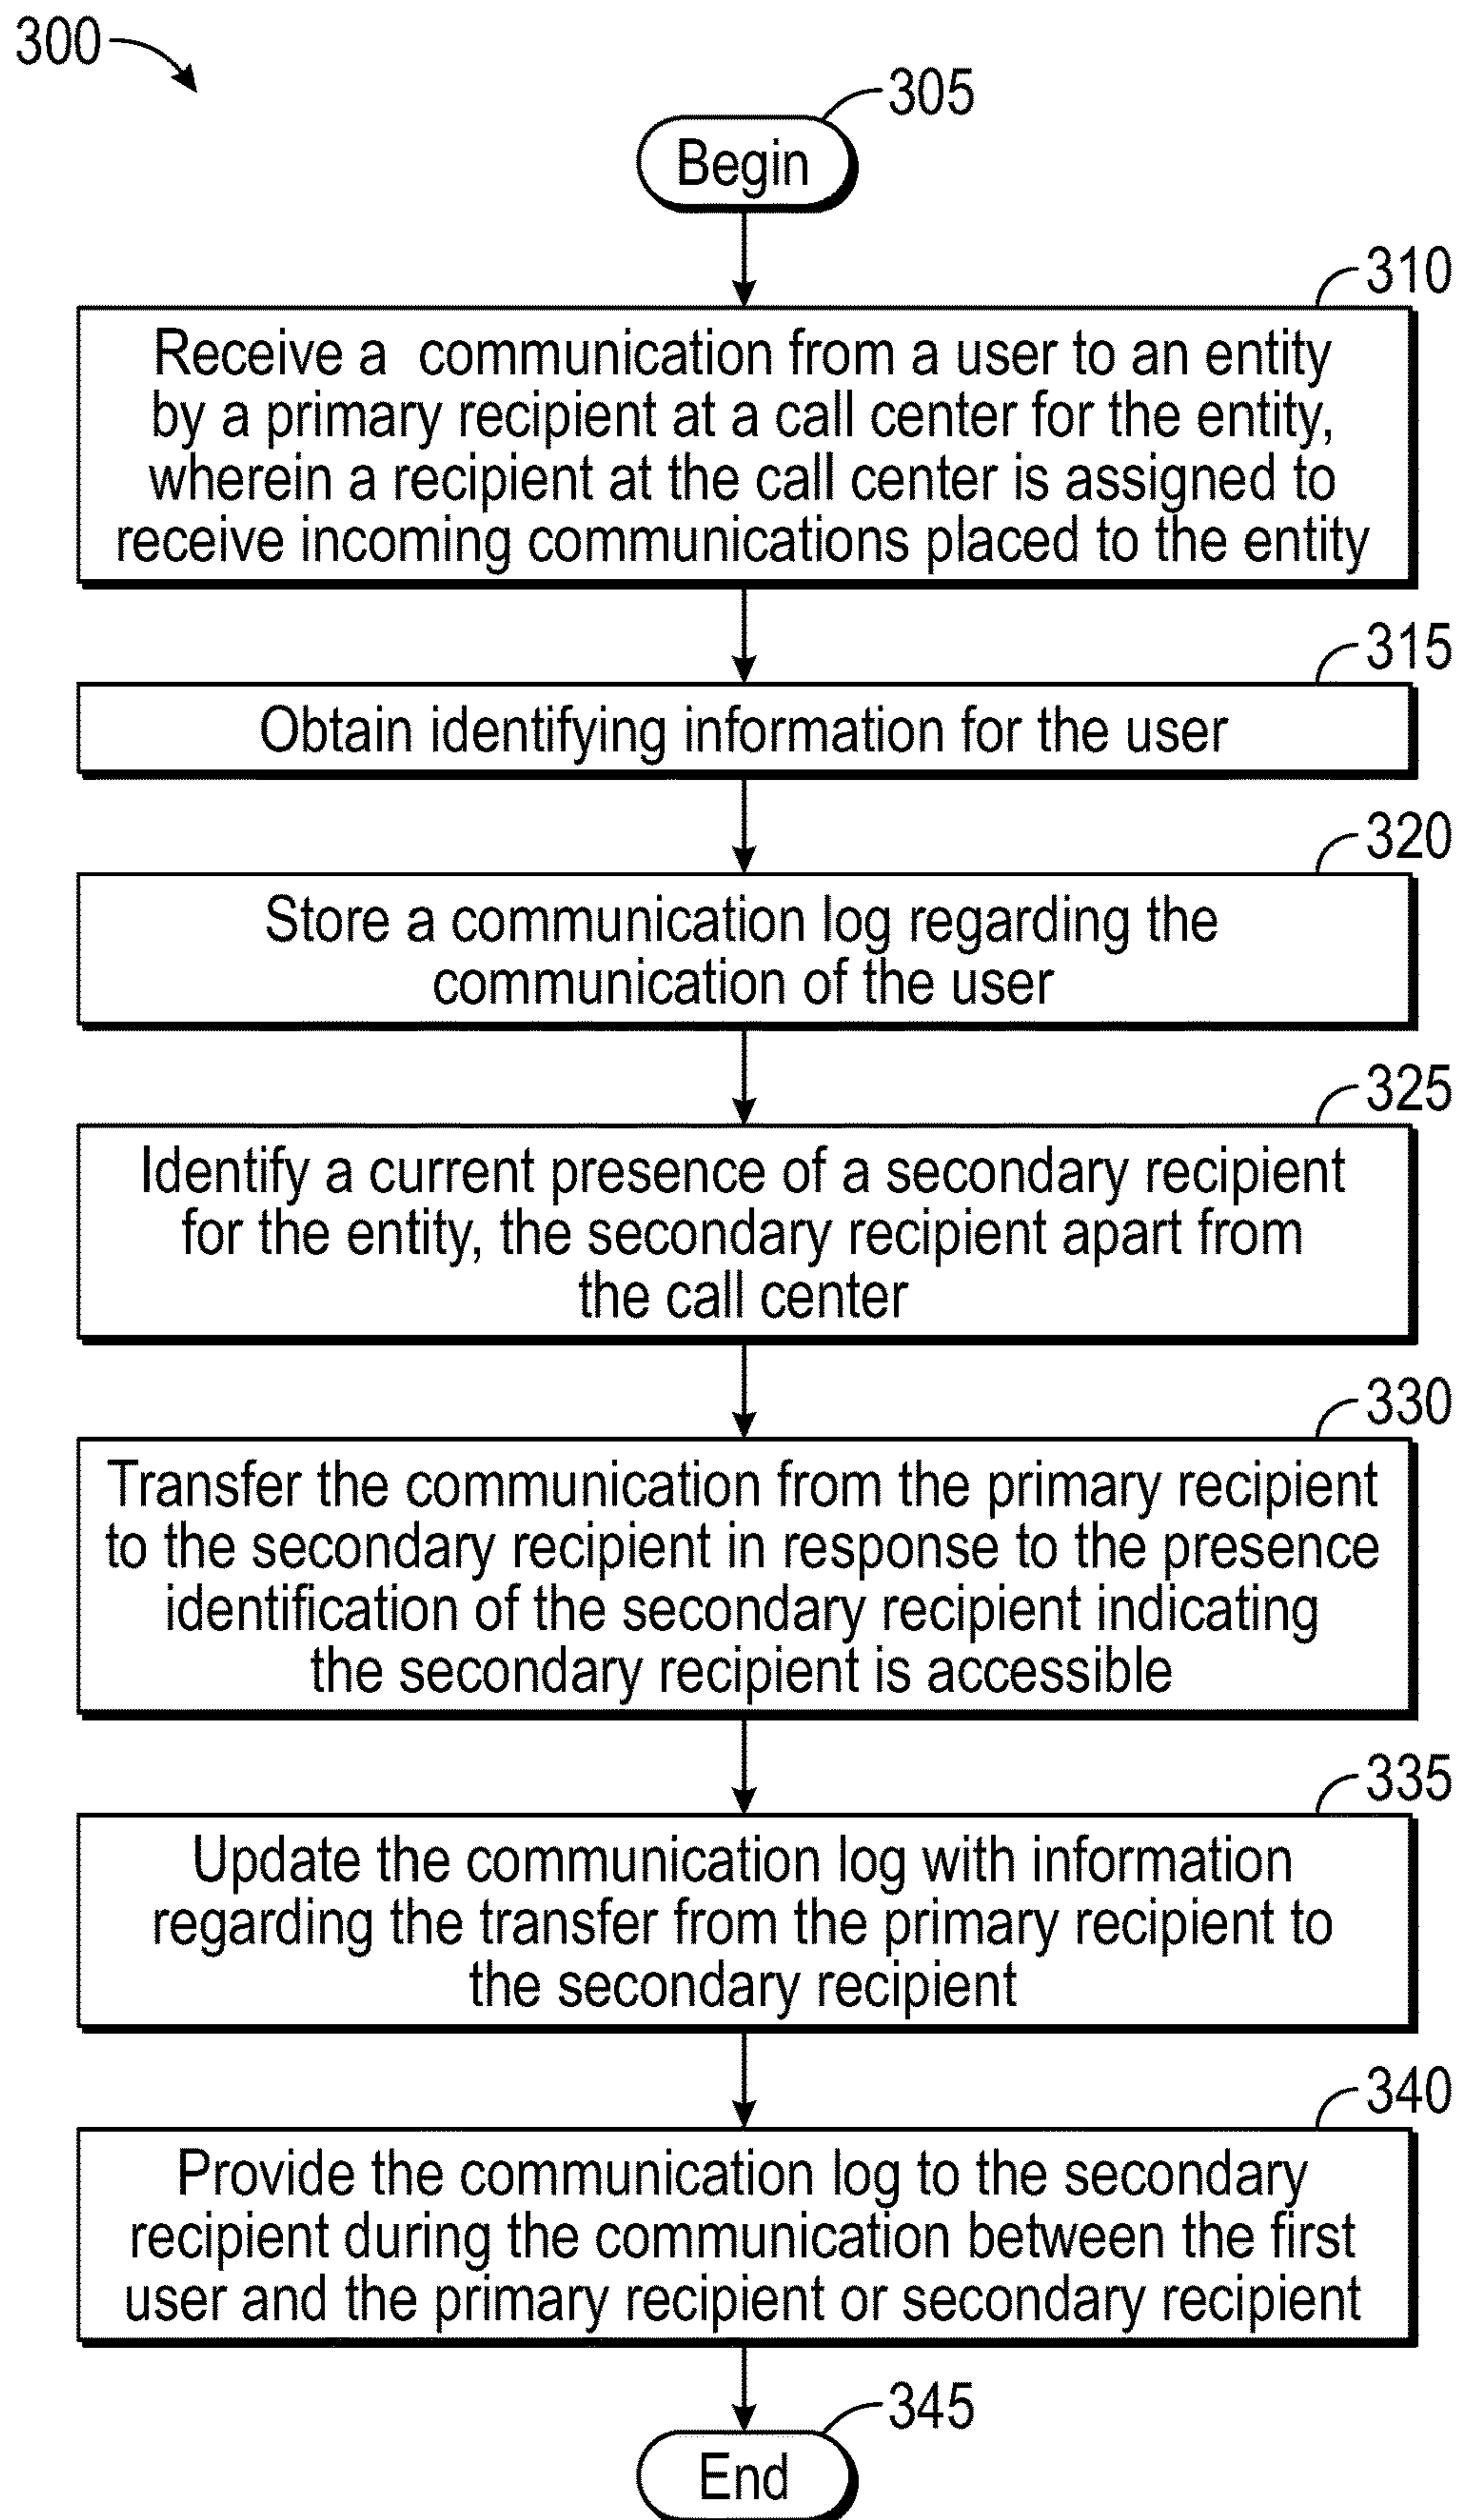 300
305
Begin
310
Receive a communication from a user to an entity
by a primary recipient at a call center for the entity,
wherein a recipient at the call center is assigned to
receive incoming communications placed to the entity
315
Obtain identifying information for the user
320
Store a communication log regarding the
communication of the user
325
Identify a current presence of a secondary recipient
for the entity, the secondary recipient apart from
the call center
330
Transfer the communication from the primary recipient
to the secondary recipient in response to the presence
identification of the secondary recipient indicating
the secondary recipient is accessible
335
Update the communication log with information
regarding the transfer from the primary recipient to
the secondary recipient
340
Provide the communication log to the secondary
recipient during the communication between the first
user and the primary recipient or secondary recipient
345
End